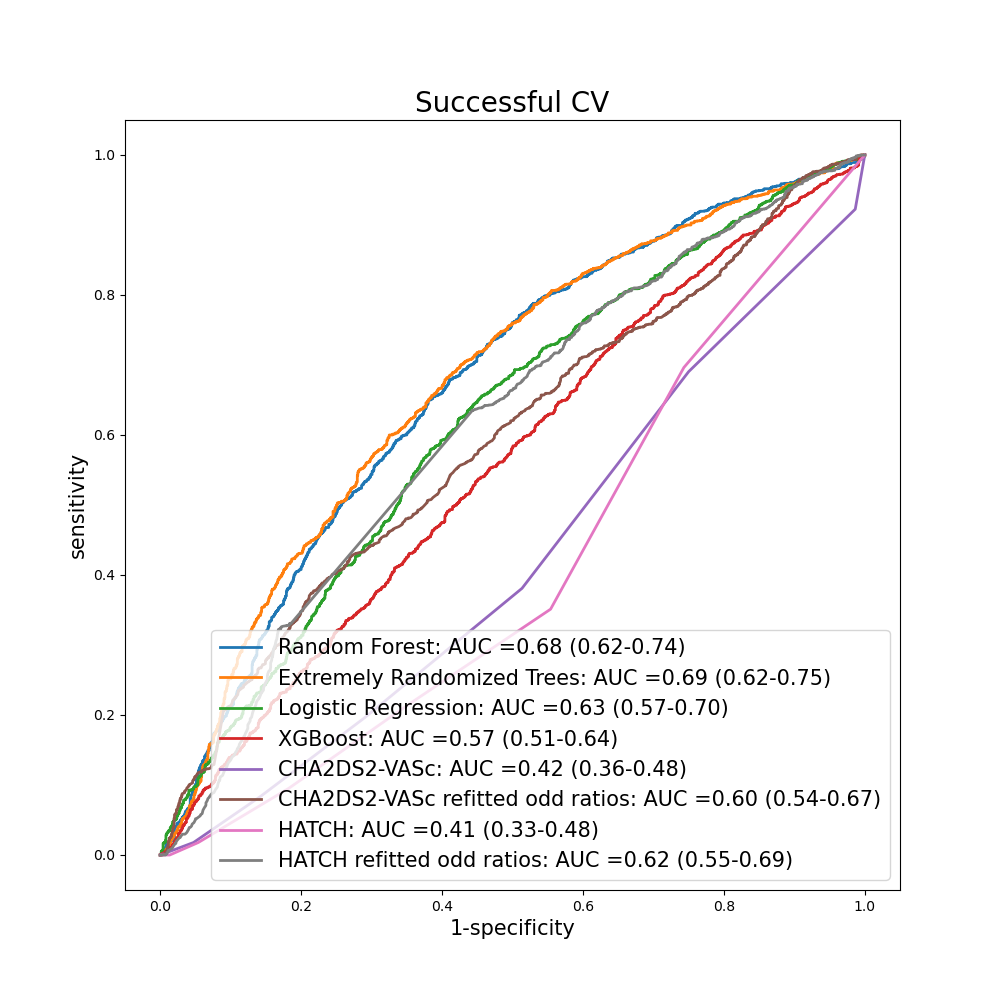 Successful CV
1.0
0.8
0.6
0.4
0.2
0.0
sensitivity
Random Forest: AUC =0.68 (0.62-0.74)
Extremely Randomized Trees: AUC =0.69 (0.62-0.75)
Logistic Regression: AUC =0.63 (0.57-0.70)
XGBoost: AUC =0.57 (0.51-0.64)
CHA2DS2-VASc: AUC =0.42 (0.36-0.48)
CHA2DS2-VASc refitted odd ratios: AUC =0.60 (0.54-0.67)
HATCH: AUC =0.41 (0.33-0.48)
HATCH refitted odd ratios: AUC =0.62 (0.55-0.69)
0.0 0.2 0.4 0.6 0.8 1.0
1-specificity